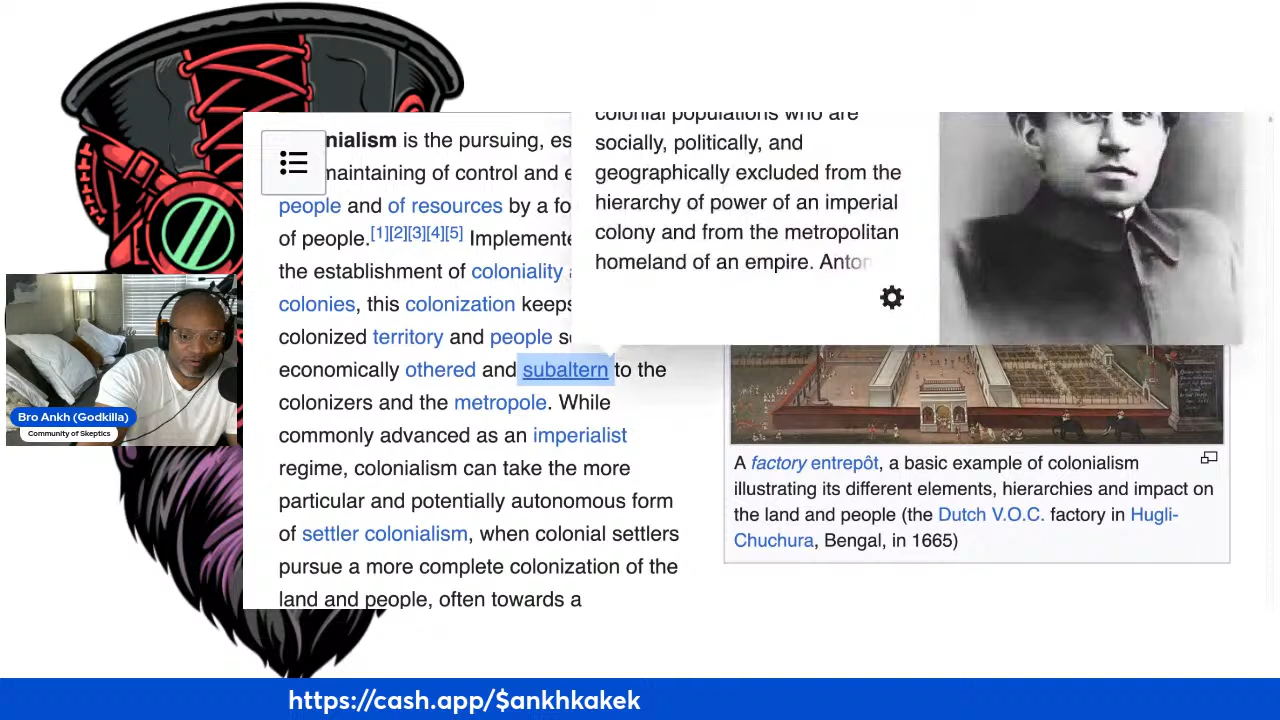 nialism is the pursuing, es
maintaining of control and e
people and of resources by a fo
of people.[1][2][3][4][5] Implemente
the establishment of coloniality
colonies, this colonization keeps
colonized territory and people s
economically othered and subaltern to the
colonizers and the metropole. While
commonly advanced as an imperialist
regime, colonialism can take the more
particular and potentially autonomous form
of settler colonialism, when colonial settlers
pursue a more complete colonization of the
land and people, often towards a
colonial populations who are
socially, politically, and
geographically excluded from the
hierarchy of power of an imperial
colony and from the metropolitan
homeland of an empire. Anton
A factory entrepôt, a basic example of colonialism
illustrating its different elements, hierarchies and impact on
the land and people (the Dutch V.O.C. factory in Hugli-
Chuchura, Bengal, in 1665)
Bro Ankh (Godkilla)
Community of Skeptics
https://cash.app/$ankhkakek